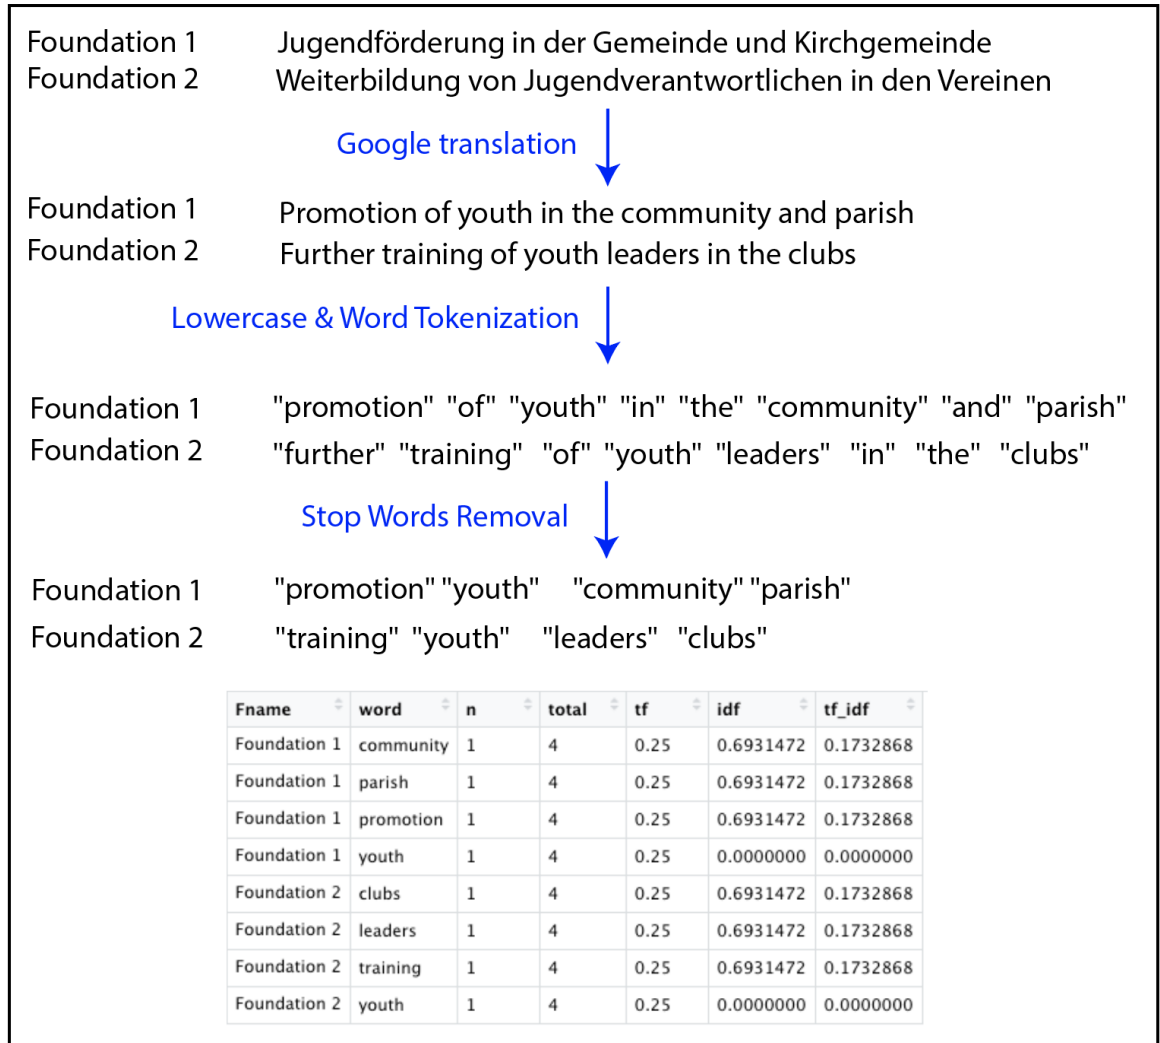 Foundation 1 Jugendförderung in der Gemeinde und Kirchgemeinde
Foundation 2 Weiterbildung von Jugendverantwortlichen in den Vereinen
Google translation
Foundation 1 Promotion of youth in the community and parish
Foundation 2 Further training of youth leaders in the clubs
Lowercase & Word Tokenization
Foundation 1 "promotion" "of" "youth" "in" "the" "community" "and" "parish"
Foundation 2 "further" "training" "of" "youth" "leaders" "in" "the" "clubs"
Stop Words Removal
Foundation 1 "promotion" "youth" "community" "parish"
Foundation 2 "training" "youth" "leaders" "clubs"
Fname word n total tf idf tf_idf
Foundation 1 community 1 4 0.25 0.6931472 0.1732868
Foundation 1 parish 1 4 0.25 0.6931472 0.1732868
Foundation 1 promotion 1 4 0.25 0.6931472 0.1732868
Foundation 1 youth 1 4 0.25 0.0000000 0.0000000
Foundation 2 clubs 1 4 0.25 0.6931472 0.1732868
Foundation 2 leaders 1 4 0.25 0.6931472 0.1732868
Foundation 2 training 1 4 0.25 0.6931472 0.1732868
Foundation 2 youth 1 4 0.25 0.0000000 0.0000000